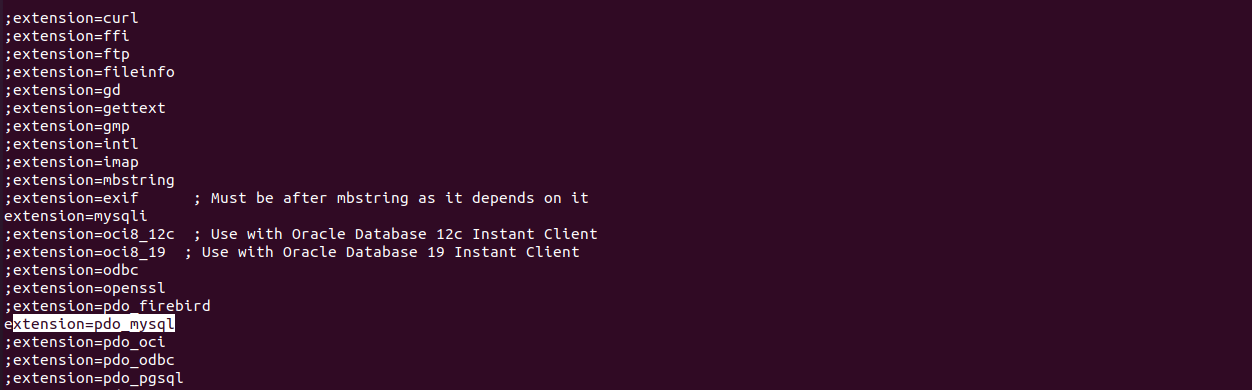 ;extension=curl
;extension=ffi
;extension=ftp
;extension=fileinfo
;extension=gd
;extension=gettext
;extension=gmp
;extension=intl
;extension=imap
;extension=mbstring
;extension=exif      ; Must be after mbstring as it depends on it
extension=mysqli
;extension=oci8_12c  ; Use with Oracle Database 12c Instant Client
;extension=oci8_19  ; Use with Oracle Database 19 Instant Client
;extension=odbc
;extension=openssl
;extension=pdo_firebird
extension=pdo_mysql
;extension=pdo_oci
;extension=pdo_odbc
;extension=pdo_pgsql